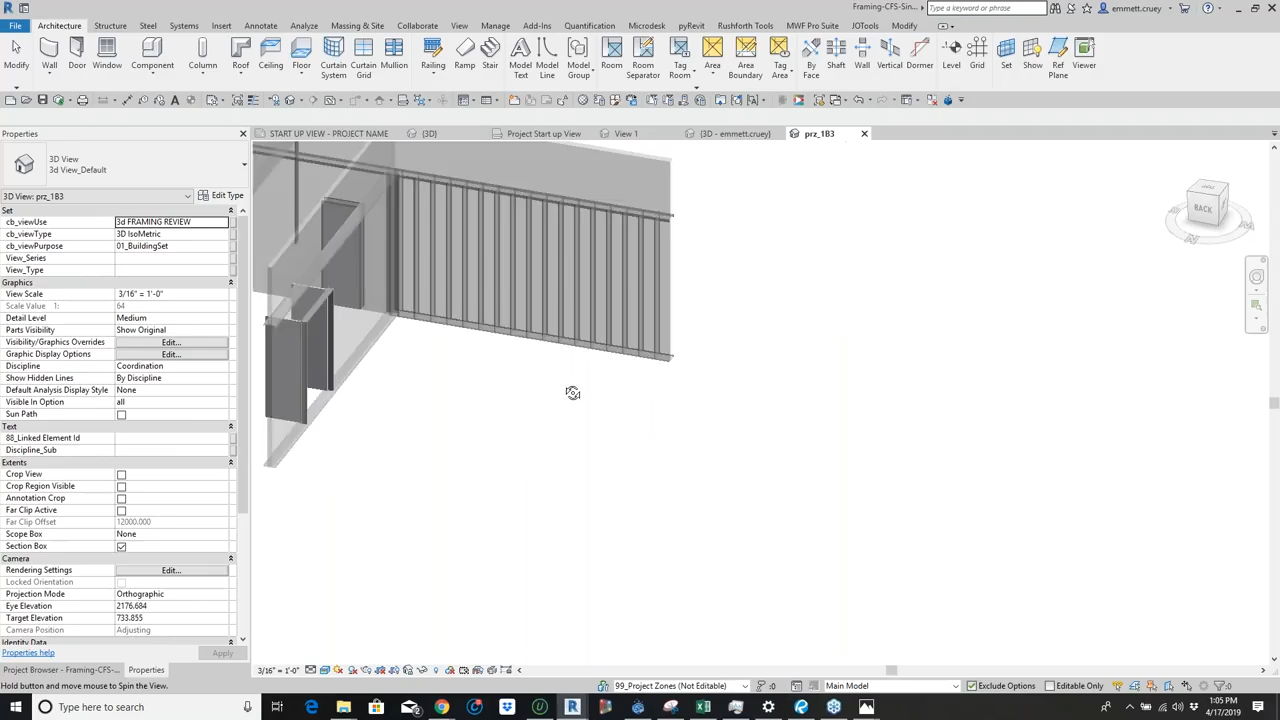 Framing-CFS-Sin...
Type a keyword or phrase
emmett.cruey
File
Architecture
Structure
Steel
Systems
Insert
Annotate
Analyze
Massing & Site
Collaborate
View
Manage
Add-Ins
Quantification
Microdesk
pyRevit
Rushforth Tools
MWF Pro Suite
JOTools
Modify
Modify
Wall
Door
Window
Component
Column
Roof
Ceiling
Floor
Curtain System
Curtain Grid
Mullion
Railing
Ramp
Stair
Model Text
Model Line
Model Group
Room
Room Separator
Tag Room
Area
Area Boundary
Tag Area
By Face
Shaft
Wall
Vertical
Dormer
Level
Grid
Set
Show
Ref Plane
Viewer
Properties
START UP VIEW - PROJECT NAME
{3D}
Project Start up View
View 1
{3D - emmett.cruey}
prz_1B3
3D View
3d View_Default
3D View: prz_1B3
Edit Type
Set
cb_viewUse 3d FRAMING REVIEW
cb_viewType 3D IsoMetric
cb_viewPurpose 01_BuildingSet
View_Series
View_Type
Graphics
View Scale 3/16" = 1'-0"
Scale Value 1: 64
Detail Level Medium
Parts Visibility Show Original
Visibility/Graphics Overrides Edit...
Graphic Display Options Edit...
Discipline Coordination
Show Hidden Lines By Discipline
Default Analysis Display Style None
Visible In Option all
Sun Path
Text
88_Linked Element Id
Discipline_Sub
Extents
Crop View
Crop Region Visible
Annotation Crop
Far Clip Active
Far Clip Offset 12000.000
Scope Box None
Section Box
Camera
Rendering Settings Edit...
Locked Orientation
Projection Mode Orthographic
Eye Elevation 2176.684
Target Elevation 733.855
Camera Position Adjusting
Identity Data
Properties help
Apply
BACK
Project Browser - Framing-CFS-...
Properties
3/16" = 1'-0"
Hold button and move mouse to Spin the View.
99_Project Zones (Not Editable)
:0
Main Model
Exclude Options
Editable Only
:0
Type here to search
1:05 PM
4/17/2019